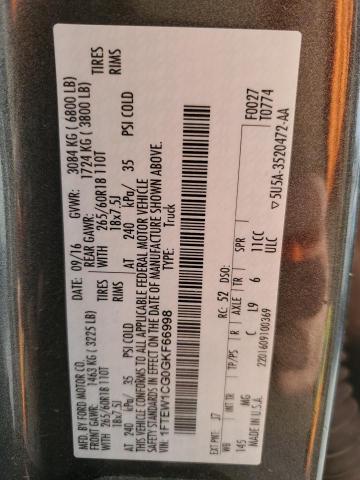 MFD. BY FORD MOTOR CO.
DATE: 09/16 GVWR: 3084 KG ( 6800 LB)
FRONT GAWR: 1463 KG ( 3225 LB) REAR GAWR: 1724 KG ( 3800 LB)
WITH 265/60R18 110T TIRES WITH 265/60R18 110T TIRES
18x7.5J RIMS 18x7.5J RIMS
AT 240 kPa/ 35 PSI COLD AT 240 kPa/ 35 PSI COLD
THIS VEHICLE CONFORMS TO ALL APPLICABLE FEDERAL MOTOR VEHICLE
SAFETY STANDARDS IN EFFECT ON THE DATE OF MANUFACTURE SHOWN ABOVE.
VIN: 1FTEW1CG0GKF66998 TYPE: Truck
F0027
T0774
EXT PNT: J7 RC: 52 DSO:
WB INT TR TP/PS R AXLE TR SPR
145 C L9 6 11CC
ULC
MADE IN U.S.A. ▽5U5A-3520472-AA
2201609100369